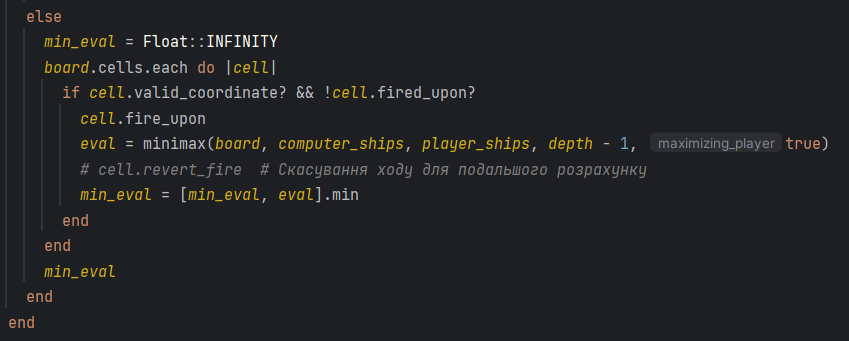 else
min_eval = Float::INFINITY
board.cells.each do |cell|
if cell.valid_coordinate? && !cell.fired_upon?
cell.fire_upon
eval = minimax(board, computer_ships, player_ships, depth - 1, maximizing_player true)
# cell.revert_fire  # Скасування ходу для подальшого розрахунку
min_eval = [min_eval, eval].min
end
end
min_eval
end
end